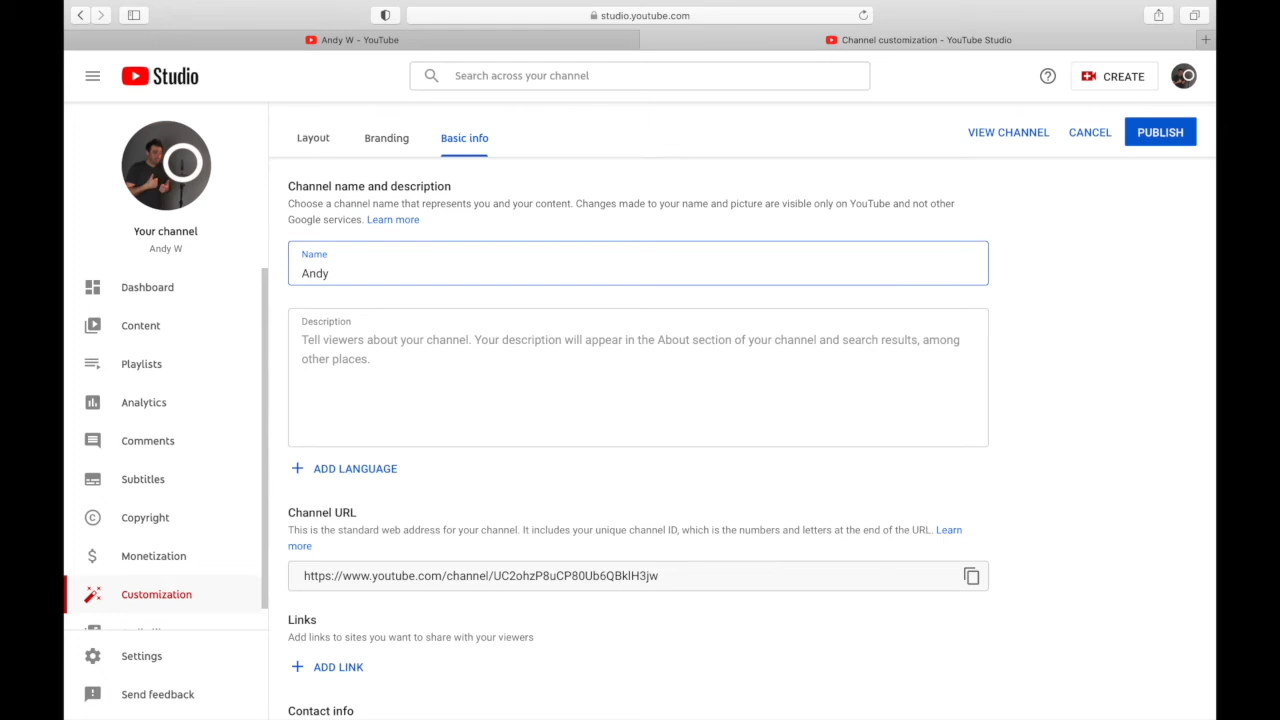 studio.youtube.com
Andy W - YouTube
Channel customization - YouTube Studio
Studio
Search across your channel
CREATE
Layout
Branding
Basic info
VIEW CHANNEL
CANCEL
PUBLISH
Your channel
Andy W
Dashboard
Content
Playlists
Analytics
Comments
Subtitles
Copyright
Monetization
Customization
Settings
Send feedback
Channel name and description
Choose a channel name that represents you and your content. Changes made to your name and picture are visible only on YouTube and not other
Google services. Learn more
Name
Andy
Description
Tell viewers about your channel. Your description will appear in the About section of your channel and search results, among
other places.
ADD LANGUAGE
Channel URL
This is the standard web address for your channel. It includes your unique channel ID, which is the numbers and letters at the end of the URL. Learn
more
https://www.youtube.com/channel/UC2ohzP8uCP80Ub6QBklH3jw
Links
Add links to sites you want to share with your viewers
ADD LINK
Contact info